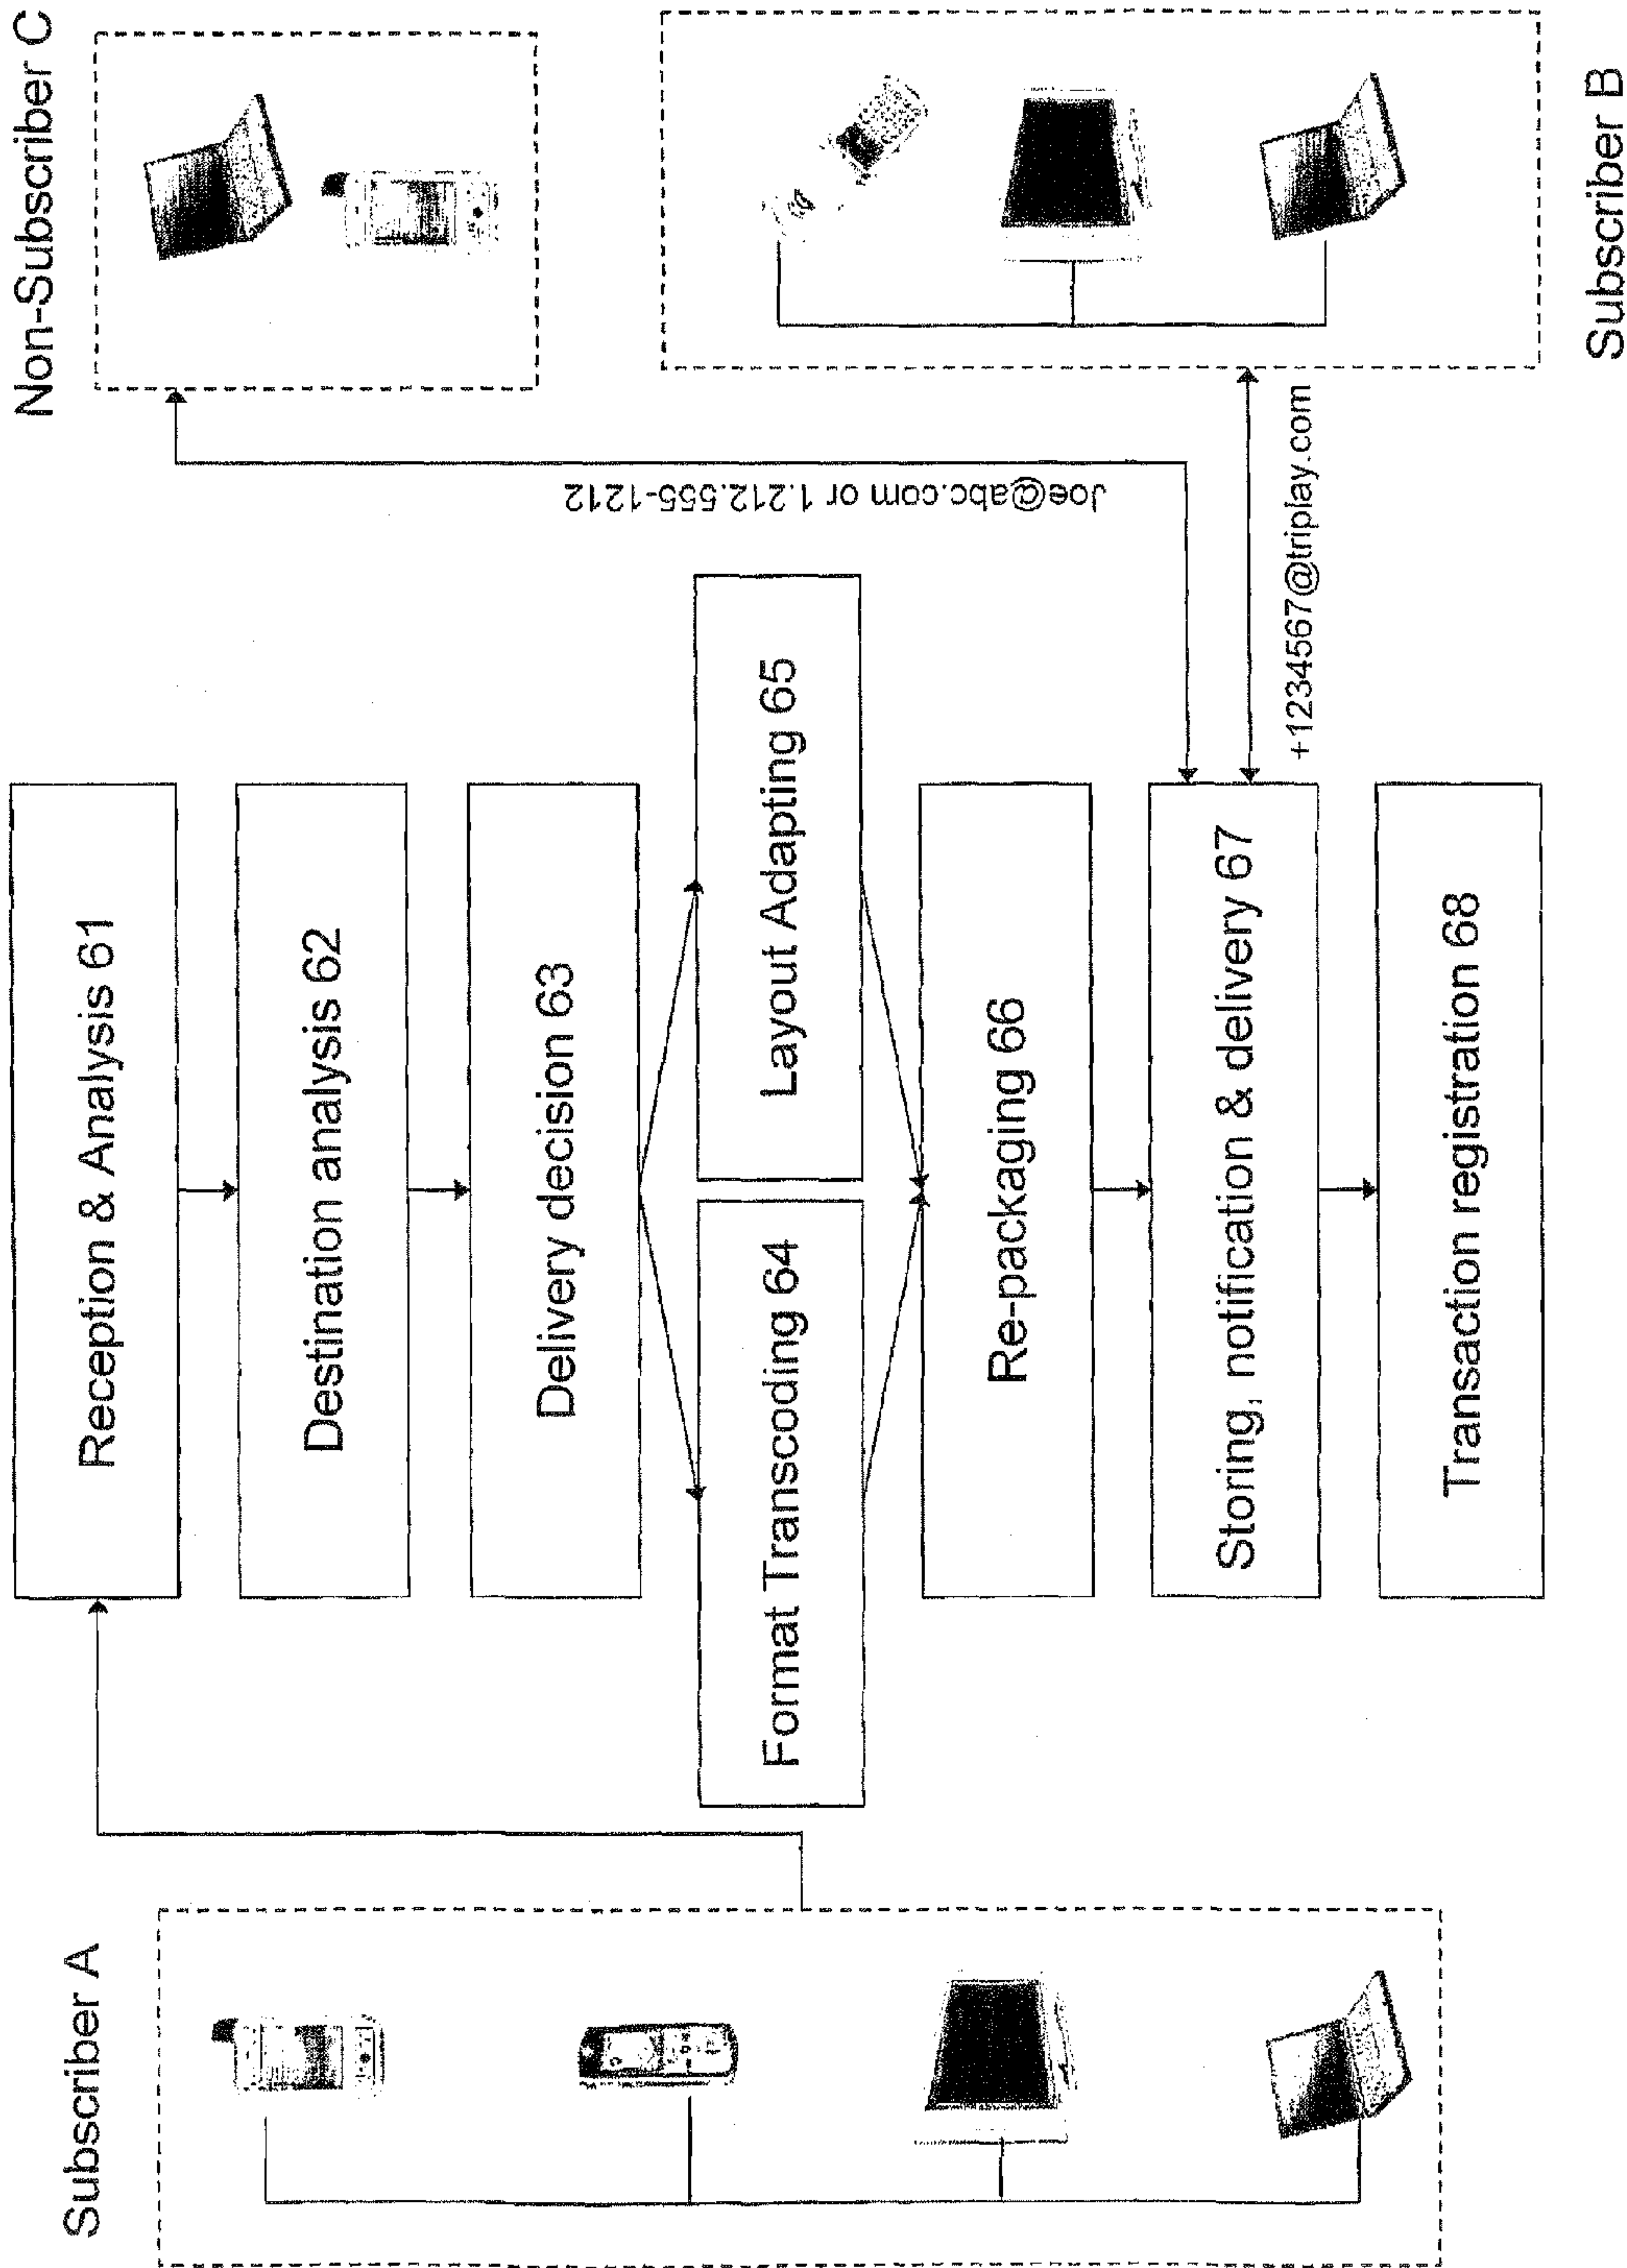 Subscriber A
Reception & Analysis 61
Destination analysis 62
Delivery decision 63
Format Transcoding 64
Layout Adapting 65
Re-packaging 66
Storing, notification & delivery 67
Transaction registration 68
Non-Subscriber C
Joe@abc.com or 1.212.555-1212
+1234567@triplay.com
Subscriber B